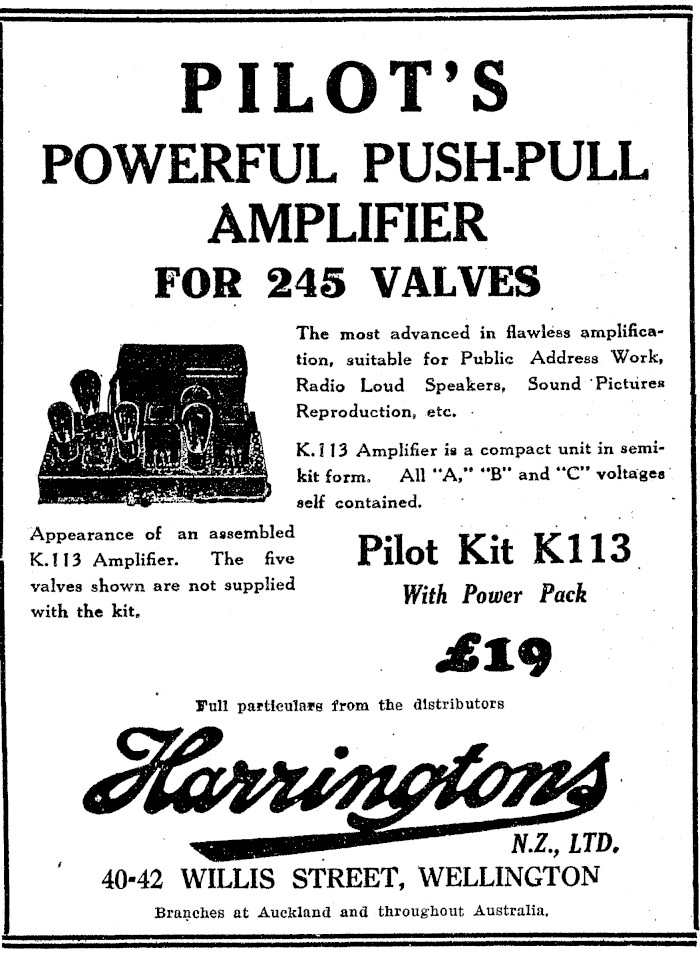 PILOT'S
POWERFUL PUSH-PULL
AMPLIFIER
FOR 245 VALVES
The most advanced in flawless amplifica-
tion, suitable for Public Address Work,
Radio Loud Speakers, Sound Pictures
Reproduction, etc.
K.113 Amplifier is a compact unit in semi-
kit form. All "A," "B" and "C" voltages
self contained.
Appearance of an assembled
K.113 Amplifier. The five
valves shown are not supplied
with the kit.
Pilot Kit K113
With Power Pack
£19
Full particulars from the distributors
Harringtons
N.Z., LTD.
40-42 WILLIS STREET, WELLINGTON
Branches at Auckland and throughout Australia.